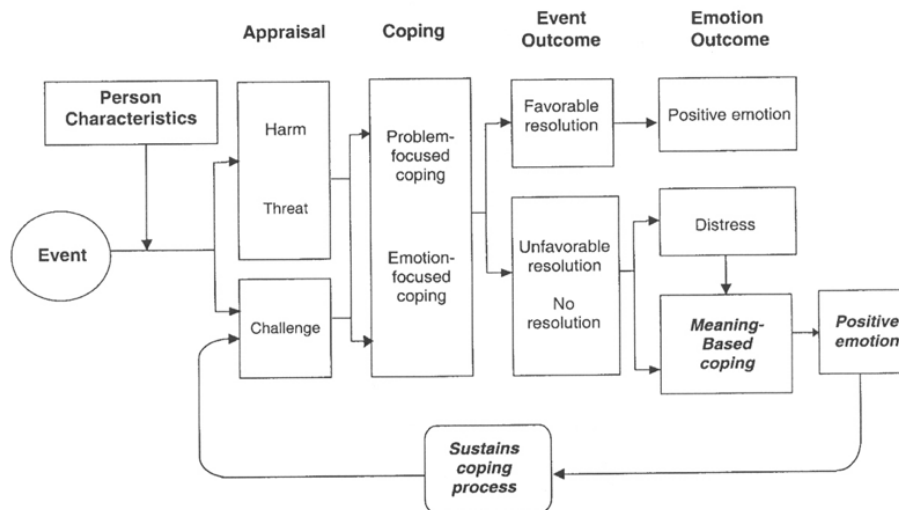 Appraisal
Coping
Event
Outcome
Emotion
Outcome
Person
Characteristics
Harm
Threat
Problem-
focused
coping
Emotion-
focused
coping
Favorable
resolution
Positive emotion
Event
Challenge
Unfavorable
resolution
No
resolution
Distress
Meaning-
Based
coping
Positive
emotion
Sustains
coping
process